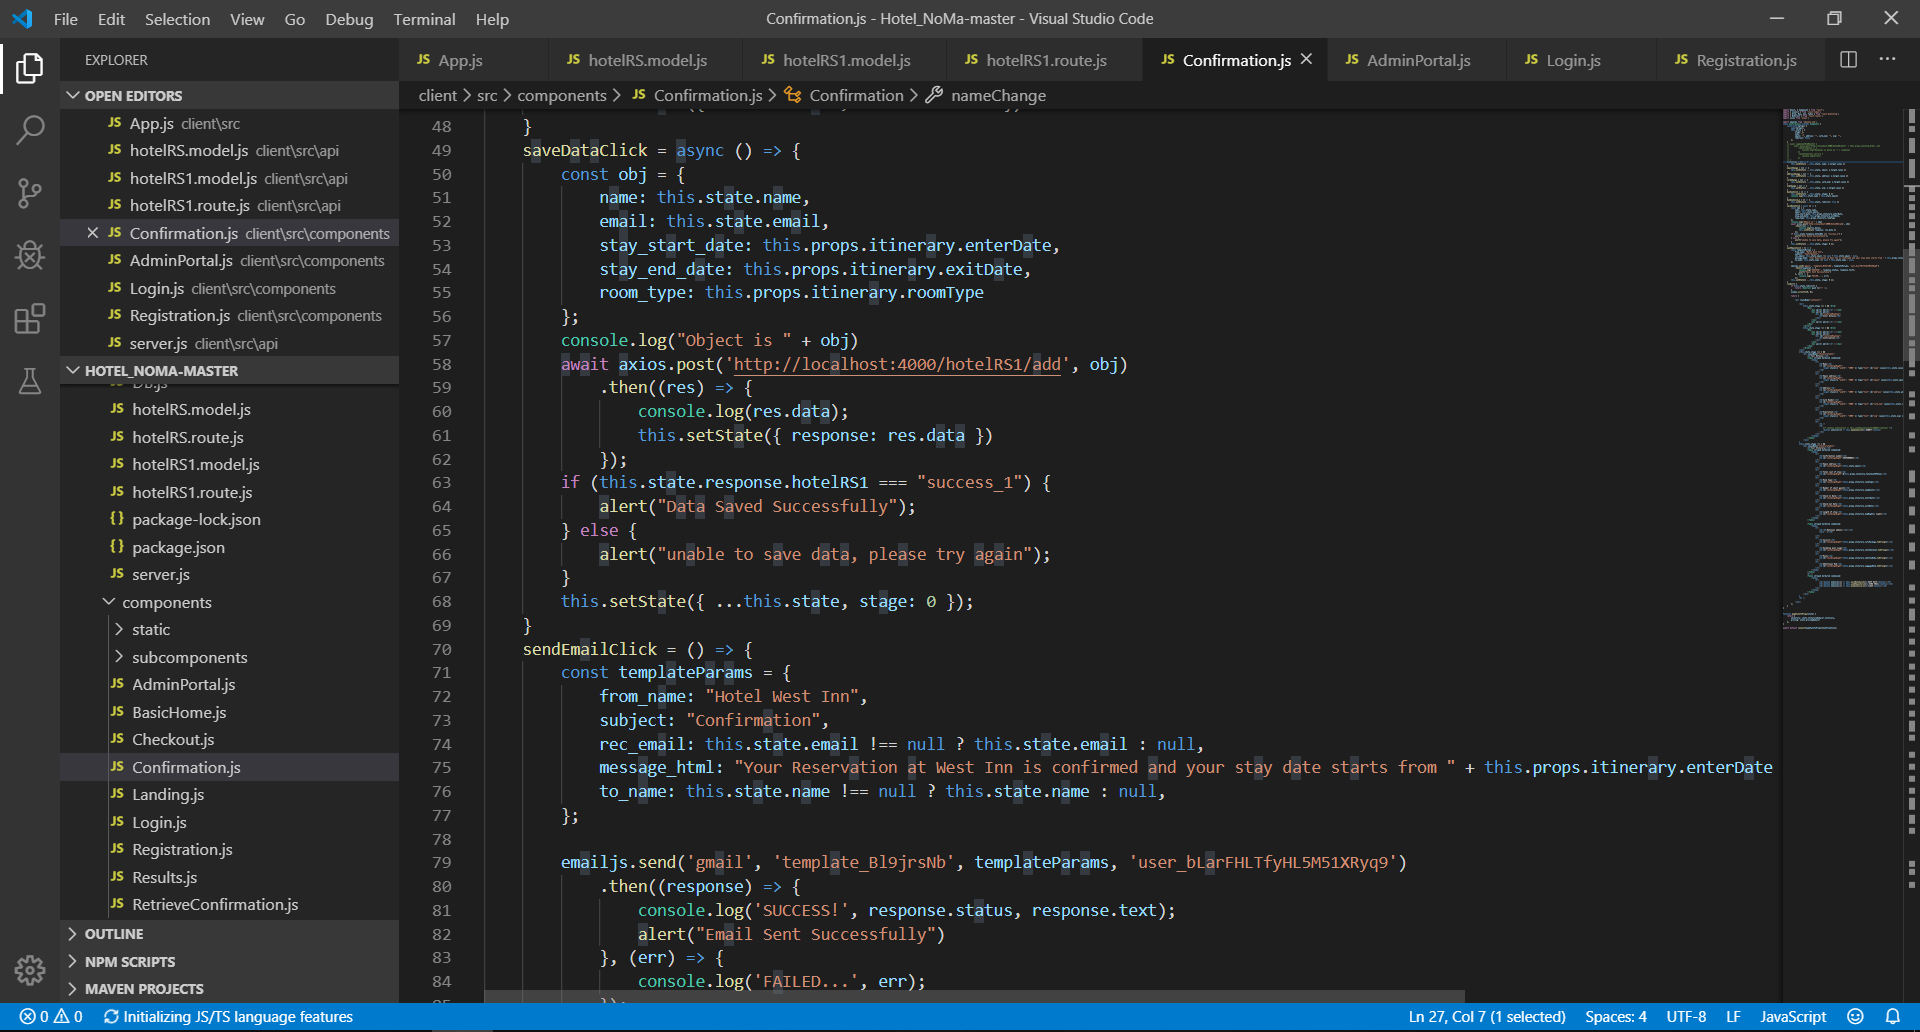 File Edit Selection View Go Debug Terminal Help
Confirmation.js - Hotel_NoMa-master - Visual Studio Code
EXPLORER
OPEN EDITORS
JS App.js client\src
JS hotelRS.model.js client\src\api
JS hotelRS1.model.js client\src\api
JS hotelRS1.route.js client\src\api
JS Confirmation.js client\src\components
JS AdminPortal.js client\src\components
JS Login.js client\src\components
JS Registration.js client\src\components
JS server.js client\src\api
HOTEL_NOMA-MASTER
JS hotelRS.model.js
JS hotelRS.route.js
JS hotelRS1.model.js
JS hotelRS1.route.js
{} package-lock.json
{} package.json
JS server.js
components
static
subcomponents
JS AdminPortal.js
JS BasicHome.js
JS Checkout.js
JS Confirmation.js
JS Landing.js
JS Login.js
JS Registration.js
JS Results.js
JS RetrieveConfirmation.js
OUTLINE
NPM SCRIPTS
MAVEN PROJECTS
JS App.js JS hotelRS.model.js JS hotelRS1.model.js JS hotelRS1.route.js JS Confirmation.js JS AdminPortal.js JS Login.js JS Registration.js
client > src > components > JS Confirmation.js > Confirmation > nameChange
48 }
49 saveDataClick = async () => {
50 const obj = {
51 name: this.state.name,
52 email: this.state.email,
53 stay_start_date: this.props.itinerary.enterDate,
54 stay_end_date: this.props.itinerary.exitDate,
55 room_type: this.props.itinerary.roomType
56 };
57 console.log("Object is " + obj)
58 await axios.post('http://localhost:4000/hotelRS1/add', obj)
59 .then((res) => {
60 console.log(res.data);
61 this.setState({ response: res.data })
62 });
63 if (this.state.response.hotelRS1 === "success_1") {
64 alert("Data Saved Successfully");
65 } else {
66 alert("unable to save data, please try again");
67 }
68 this.setState({ ...this.state, stage: 0 });
69 }
70 sendEmailClick = () => {
71 const templateParams = {
72 from_name: "Hotel West Inn",
73 subject: "Confirmation",
74 rec_email: this.state.email !== null ? this.state.email : null,
75 message_html: "Your Reservation at West Inn is confirmed and your stay date starts from " + this.props.itinerary.enterDate
76 to_name: this.state.name !== null ? this.state.name : null,
77 };
78
79 emailjs.send('gmail', 'template_Bl9jrsNb', templateParams, 'user_bLarFHLTfyHL5M51XRyq9')
80 .then((response) => {
81 console.log('SUCCESS!', response.status, response.text);
82 alert("Email Sent Successfully")
83 }, (err) => {
84 console.log('FAILED...', err);
0 0 Initializing JS/TS language features
Ln 27, Col 7 (1 selected) Spaces: 4 UTF-8 LF JavaScript